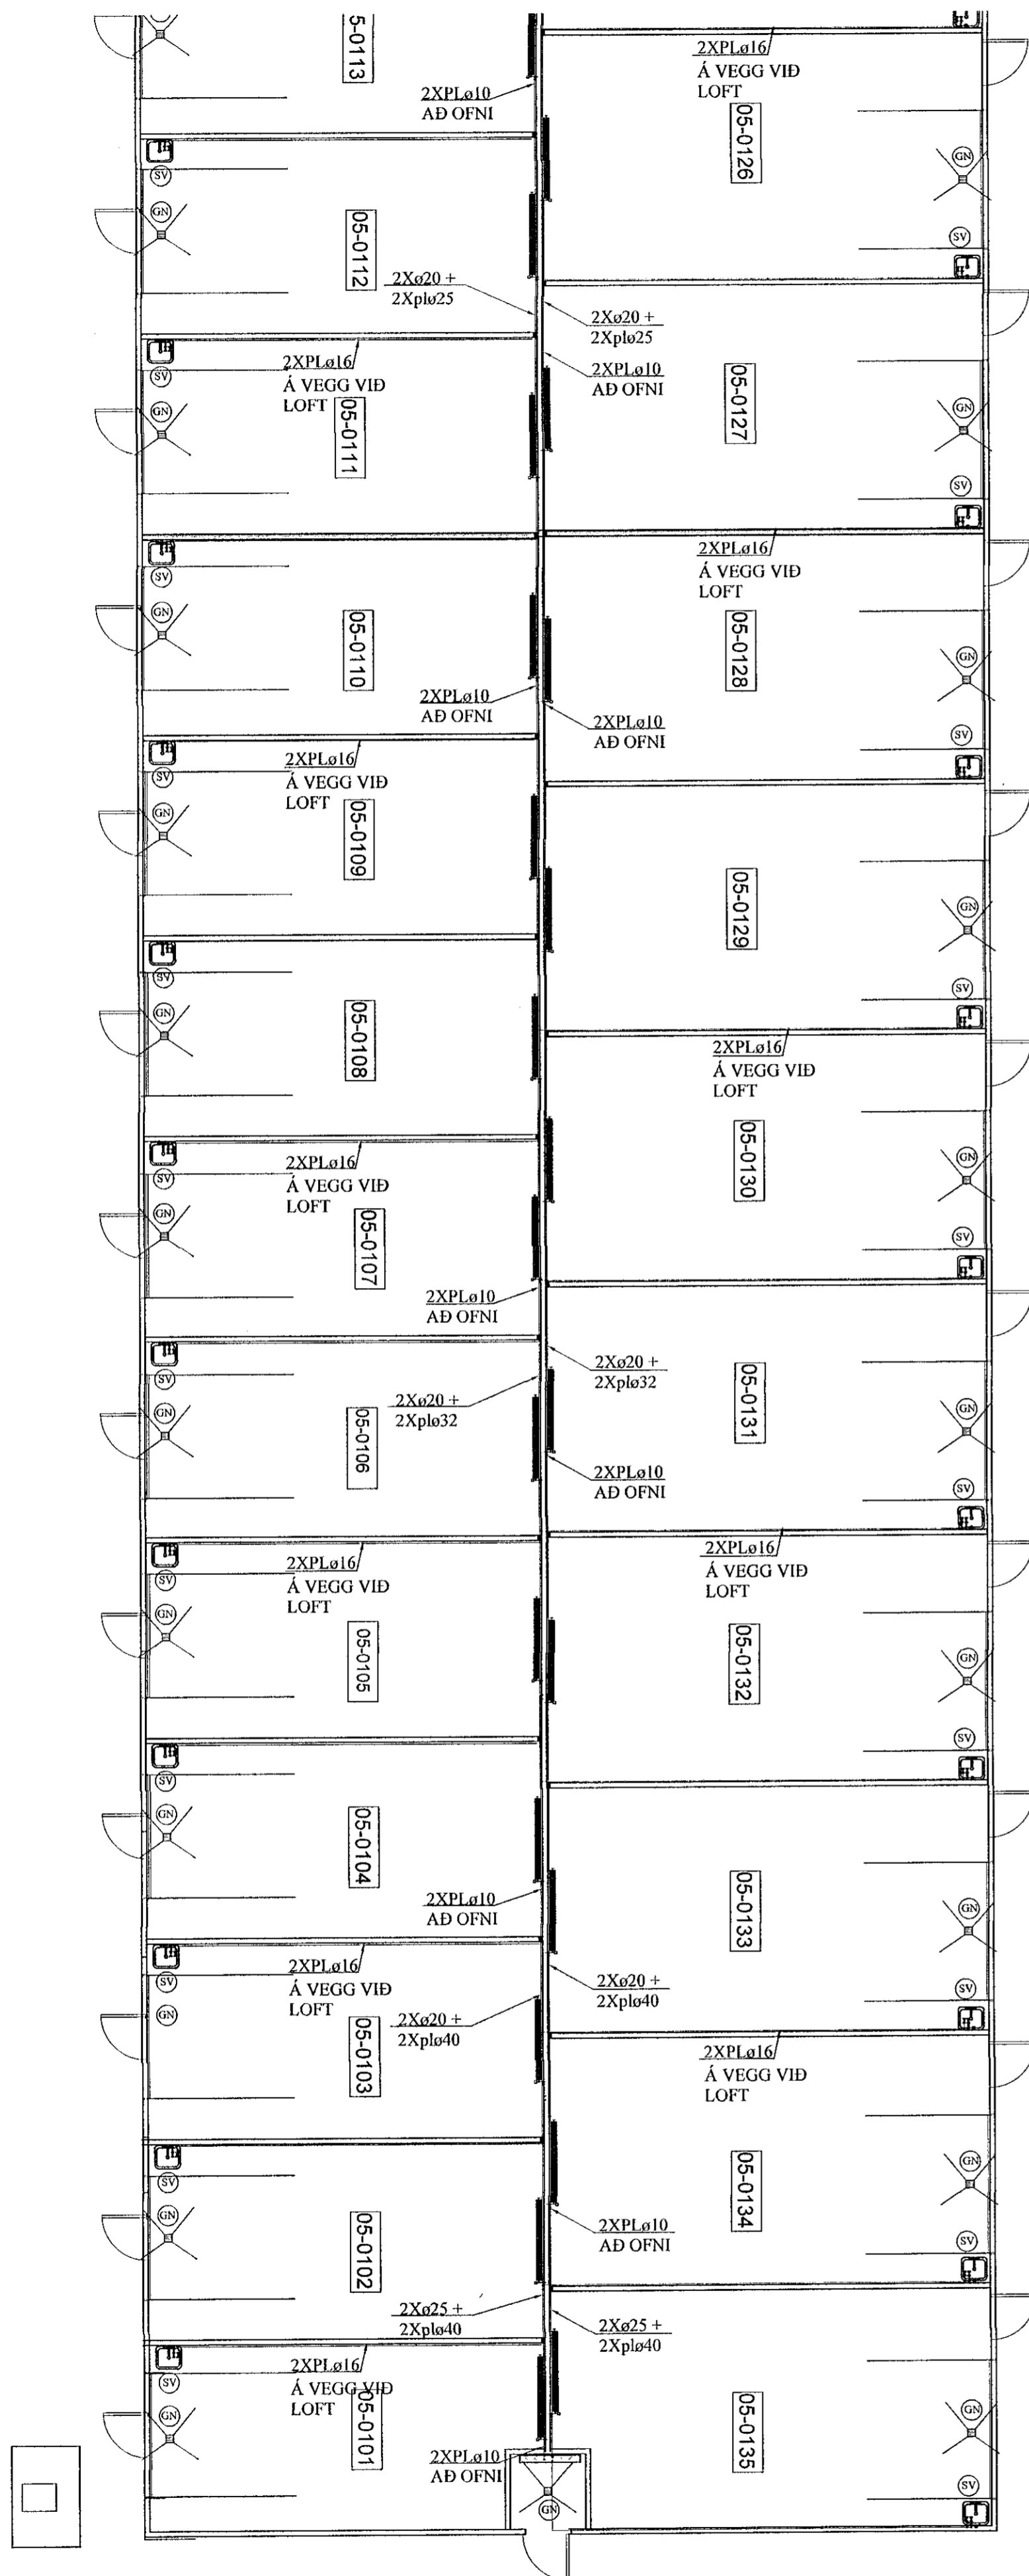 5-0113
2XPLø10
AÐ OFNI
SV
GN
05-0112
2Xø20 +
2Xplø25
2XPLø16
Á VEGG VIÐ
LOFT
SV
GN
05-0111
SV
GN
05-0110
2XPLø10
AÐ OFNI
2XPLø16
Á VEGG VIÐ
LOFT
SV
GN
05-0109
SV
GN
05-0108
2XPLø16
Á VEGG VIÐ
LOFT
SV
GN
05-0107
2XPLø10
AÐ OFNI
SV
GN
05-0106
2Xø20 +
2Xplø32
2XPLø16
Á VEGG VIÐ
LOFT
SV
GN
05-0105
SV
GN
05-0104
2XPLø10
AÐ OFNI
2XPLø16
Á VEGG VIÐ
LOFT
SV
GN
05-0103
2Xø20 +
2Xplø40
SV
GN
05-0102
2Xø25 +
2Xplø40
2XPLø16
Á VEGG VIÐ
LOFT
SV
GN
05-0101
2XPLø10
AÐ OFNI
GN
2XPLø16
Á VEGG VIÐ
LOFT
05-0126
GN
SV
2Xø20 +
2Xplø25
2XPLø10
AÐ OFNI
05-0127
GN
SV
2XPLø16
Á VEGG VIÐ
LOFT
05-0128
GN
2XPLø10
AÐ OFNI
SV
05-0129
GN
SV
2XPLø16
Á VEGG VIÐ
LOFT
05-0130
GN
SV
2Xø20 +
2Xplø32
05-0131
GN
2XPLø10
AÐ OFNI
SV
2XPLø16
Á VEGG VIÐ
LOFT
05-0132
GN
SV
05-0133
GN
2Xø20 +
2Xplø40
SV
2XPLø16
Á VEGG VIÐ
LOFT
05-0134
GN
2XPLø10
AÐ OFNI
SV
2Xø25 +
2Xplø40
05-0135
GN
SV